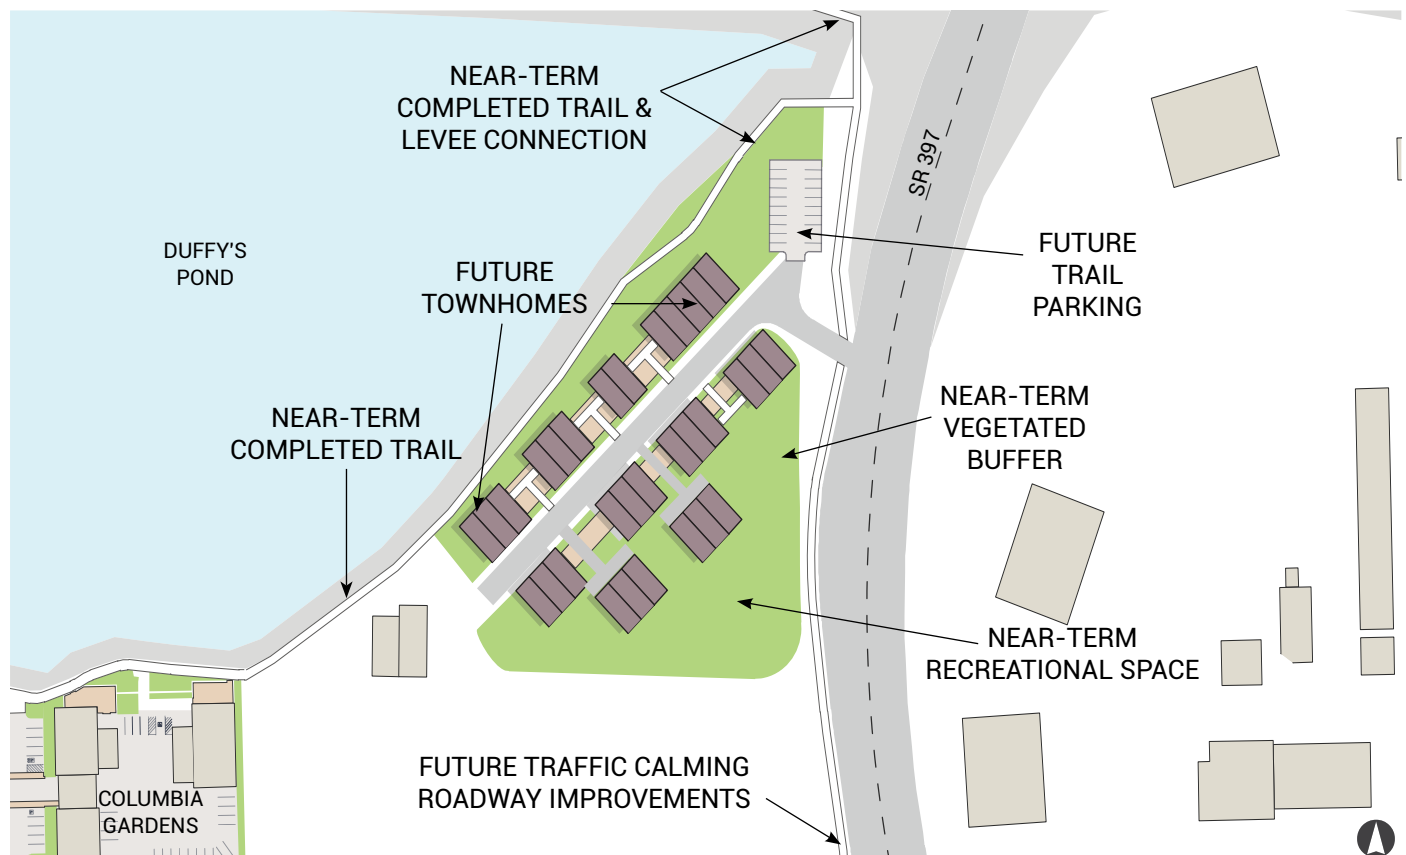 NEAR-TERM
COMPLETED TRAIL &
LEVEE CONNECTION
SR 397
DUFFY'S
POND
FUTURE
TOWNHOMES
FUTURE
TRAIL
PARKING
NEAR-TERM
COMPLETED TRAIL
NEAR-TERM
VEGETATED
BUFFER
NEAR-TERM
RECREATIONAL SPACE
FUTURE TRAFFIC CALMING
ROADWAY IMPROVEMENTS
COLUMBIA
GARDENS